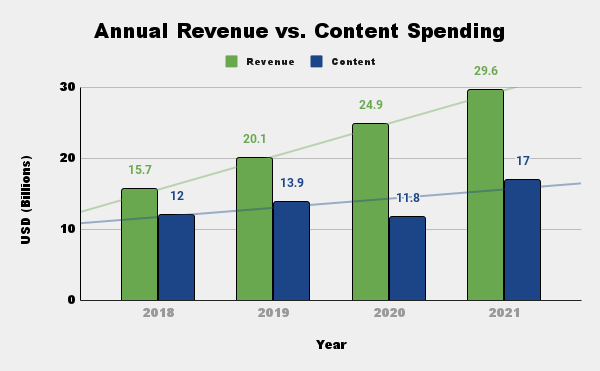 Annual Revenue vs. Content Spending
Revenue Content
30
20
10
0
USD (Billions)
15.7
12
20.1
13.9
24.9
11.8
29.6
17
2018 2019 2020 2021
Year